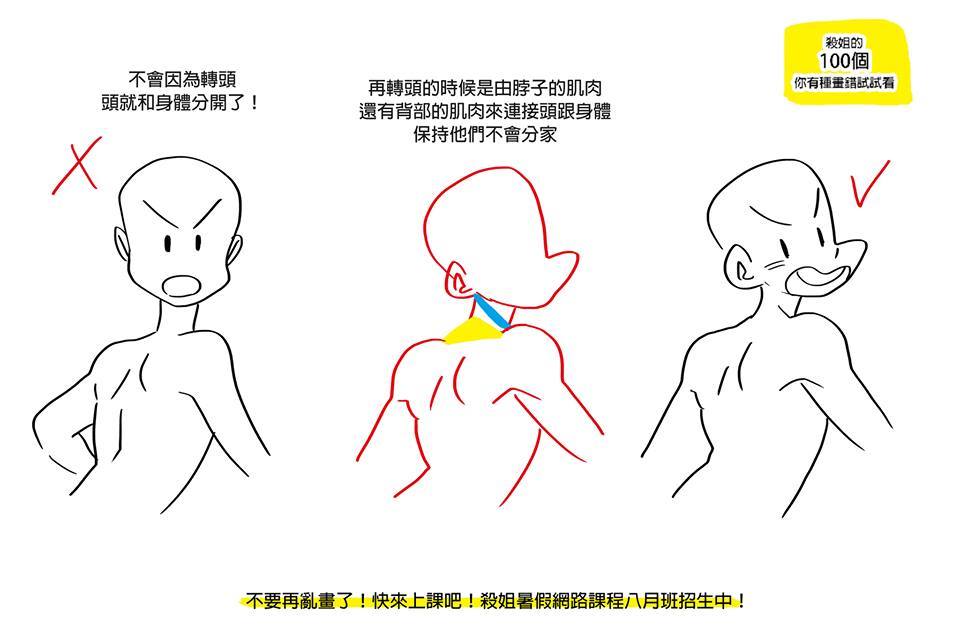 不會因為轉頭
頭就和身體分開了！
再轉頭的時候是由脖子的肌肉
還有背部的肌肉來連接頭跟身體
保持他們不會分家
殺姐的
100個
你有種畫錯試試看
不要再亂畫了！快來上課吧！殺姐暑假網路課程八月班招生中！